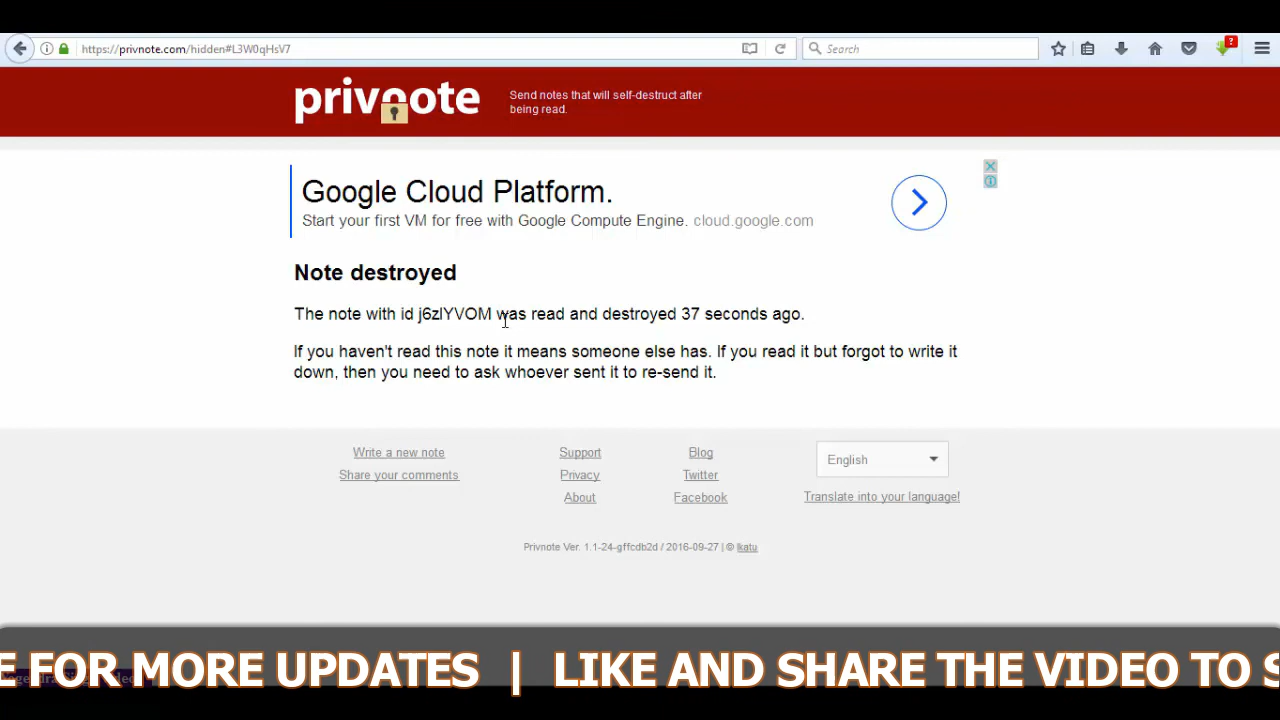 https://privnote.com/hidden#L3W0qHsV7
Search
?
privnote
Send notes that will self-destruct after
being read.
Google Cloud Platform.
Start your first VM for free with Google Compute Engine. cloud.google.com
Note destroyed
The note with id j6zlYVOM was read and destroyed 37 seconds ago.
If you haven't read this note it means someone else has. If you read it but forgot to write it
down, then you need to ask whoever sent it to re-send it.
Write a new note
Support
Blog
English
Share your comments
Privacy
Twitter
About
Facebook
Translate into your language!
Privnote Ver. 1.1-24-gffcdb2d / 2016-09-27 | © Ikatu
E FOR MORE UPDATES | LIKE AND SHARE THE VIDEO TO S